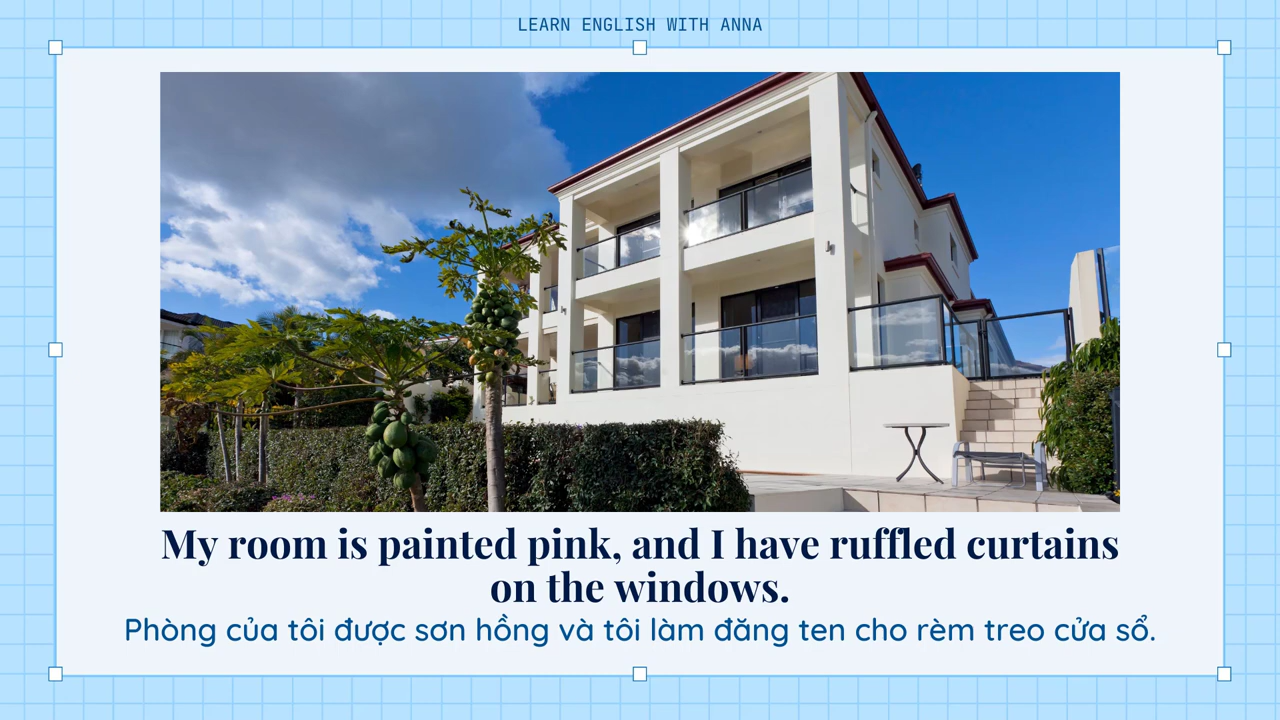 LEARN ENGLISH WITH ANNA
My room is painted pink, and I have ruffled curtains
on the windows.
Phòng của tôi được sơn hồng và tôi làm đăng ten cho rèm treo cửa sổ.